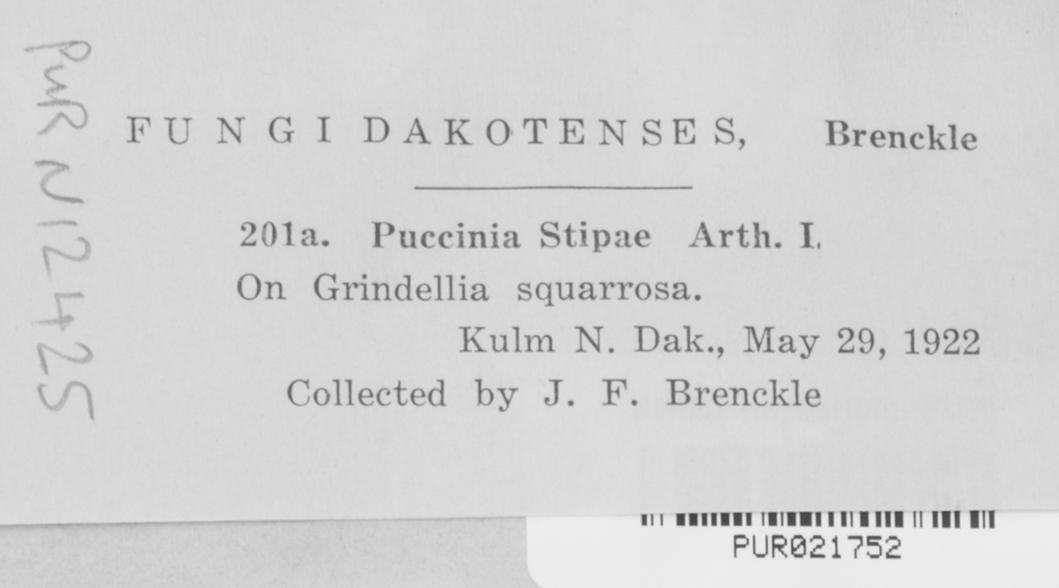 FUNGI DAKOTENSES, Brenckle
201a. Puccinia Stipae Arth. I.
On Grindellia squarrosa.
Kulm N. Dak., May 29, 1922
Collected by J. F. Brenckle
PUR N12425
PUR021752